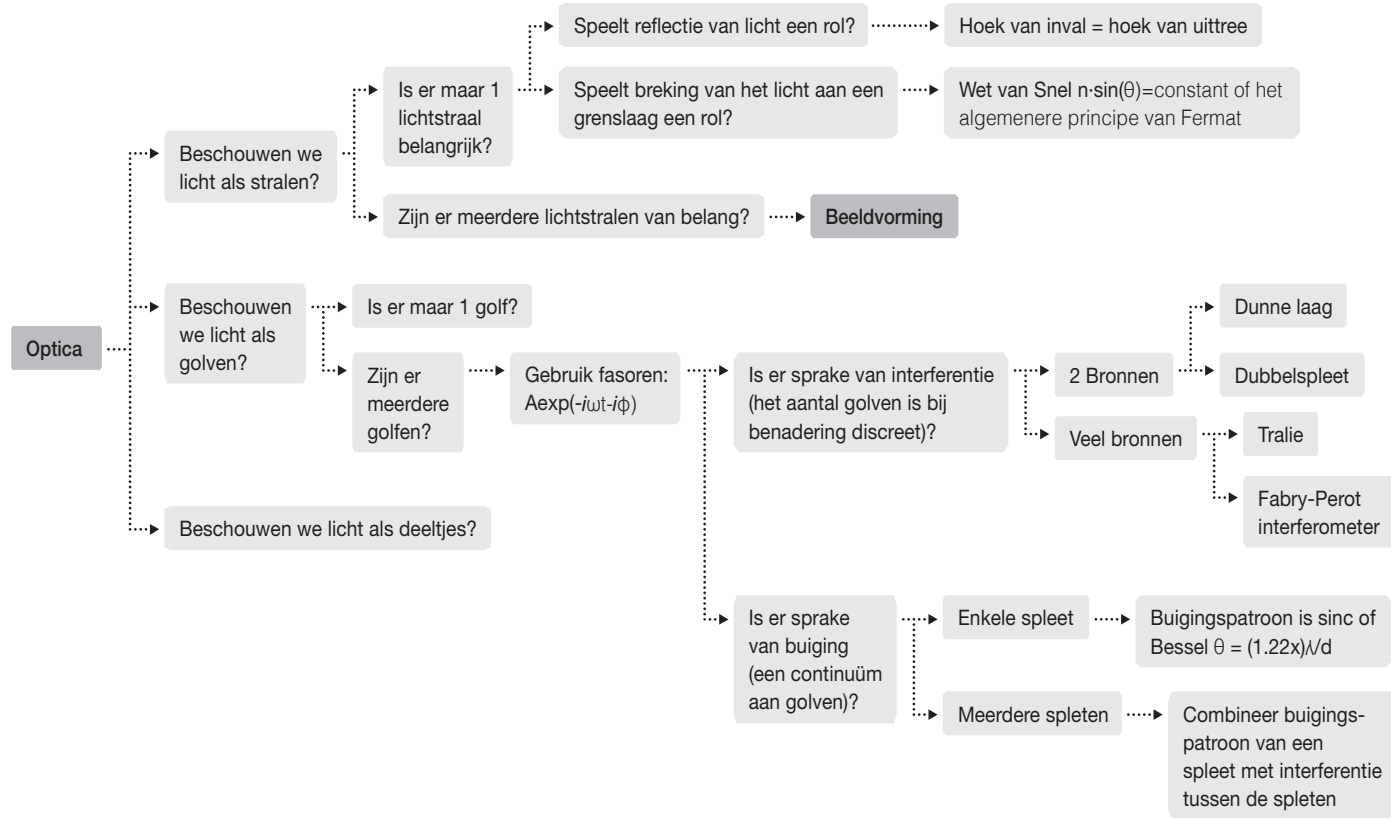 Speelt reflectie van licht een rol?
Hoek van inval = hoek van uittree
Is er maar 1
lichtstraal
belangrijk?
Speelt breking van het licht aan een
grenslaag een rol?
Wet van Snel n·sin(θ)=constant of het
algemenere principe van Fermat
Beschouwen we
licht als stralen?
Zijn er meerdere lichtstralen van belang?
Beeldvorming
Optica
Beschouwen
we licht als
golven?
Is er maar 1 golf?
Zijn er
meerdere
golfen?
Gebruik fasoren:
Aexp(-iωt-iφ)
Is er sprake van interferentie
(het aantal golven is bij
benadering discreet)?
2 Bronnen
Dunne laag
Dubbelspleet
Veel bronnen
Tralie
Fabry-Perot
interferometer
Beschouwen we licht als deeltjes?
Is er sprake
van buiging
(een continuüm
aan golven)?
Enkele spleet
Buigingspatroon is sinc of
Bessel θ = (1.22x)λ/d
Meerdere spleten
Combineer buigings-
patroon van een
spleet met interferentie
tussen de spleten